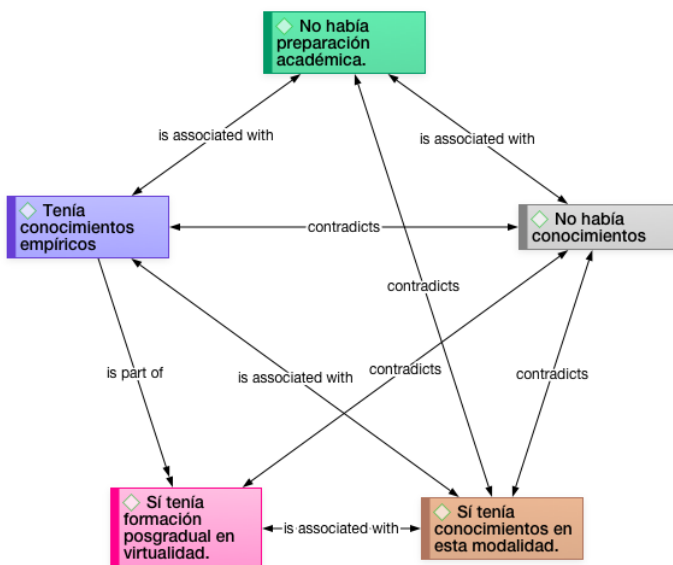 No había
preparación
académica.
is associated with
is associated with
Tenía
conocimientos
empíricos
contradicts
No había
conocimientos
contradicts
is part of
is associated with
contradicts
contradicts
Sí tenía
formación
posgradual en
virtualidad.
is associated with
Sí tenía
conocimientos en
esta modalidad.